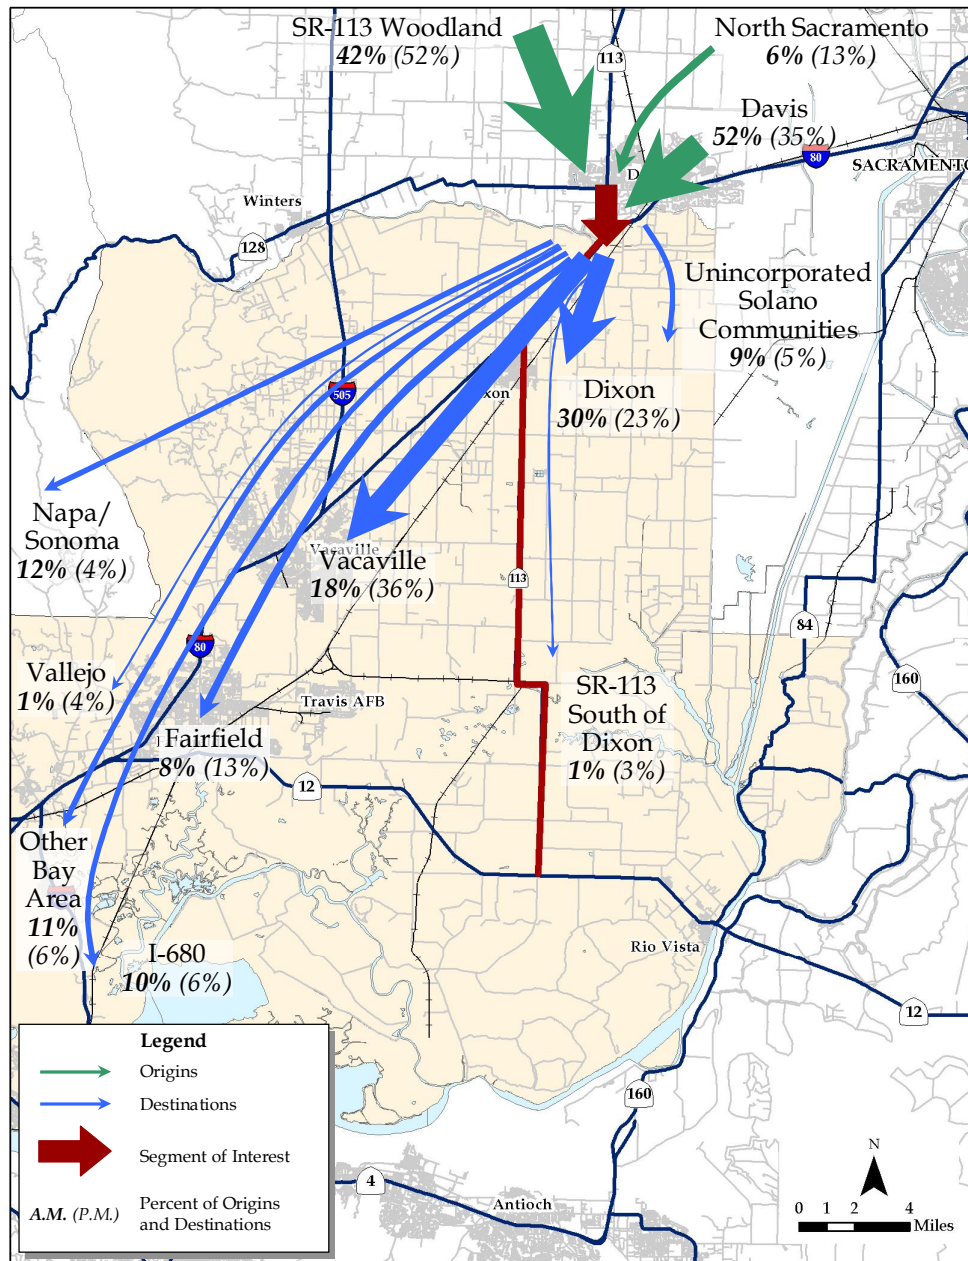 SR-113 Woodland
42% (52%)
North Sacramento
6% (13%)
113
Davis
52% (35%)
80
SACRAMENTO
D
Winters
128
Unincorporated
Solano
Communities
9% (5%)
505
xon
Dixon
30% (23%)
Napa/
Sonoma
12% (4%)
Vacaville
Vacaville
18% (36%)
113
84
80
160
Vallejo
1% (4%)
Travis AFB
SR-113
South of
Dixon
1% (3%)
Fairfield
8% (13%)
12
Other
Bay
Area
11%
(6%)
I-680
10% (6%)
Rio Vista
12
Legend
Origins
Destinations
Segment of Interest
A.M. (P.M.) Percent of Origins
and Destinations
160
4
Antioch
N
0 1 2 4
Miles